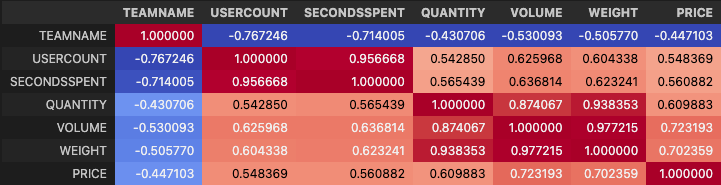 TEAMNAME USERCOUNT SECONDSSPENT QUANTITY VOLUME WEIGHT PRICE
TEAMNAME 1.000000 -0.767246 -0.714005 -0.430706 -0.530093 -0.505770 -0.447103
USERCOUNT -0.767246 1.000000 0.956668 0.542850 0.625968 0.604338 0.548369
SECONDSSPENT -0.714005 0.956668 1.000000 0.565439 0.636814 0.623241 0.560882
QUANTITY -0.430706 0.542850 0.565439 1.000000 0.874067 0.938353 0.609883
VOLUME -0.530093 0.625968 0.636814 0.874067 1.000000 0.977215 0.723193
WEIGHT -0.505770 0.604338 0.623241 0.938353 0.977215 1.000000 0.702359
PRICE -0.447103 0.548369 0.560882 0.609883 0.723193 0.702359 1.000000